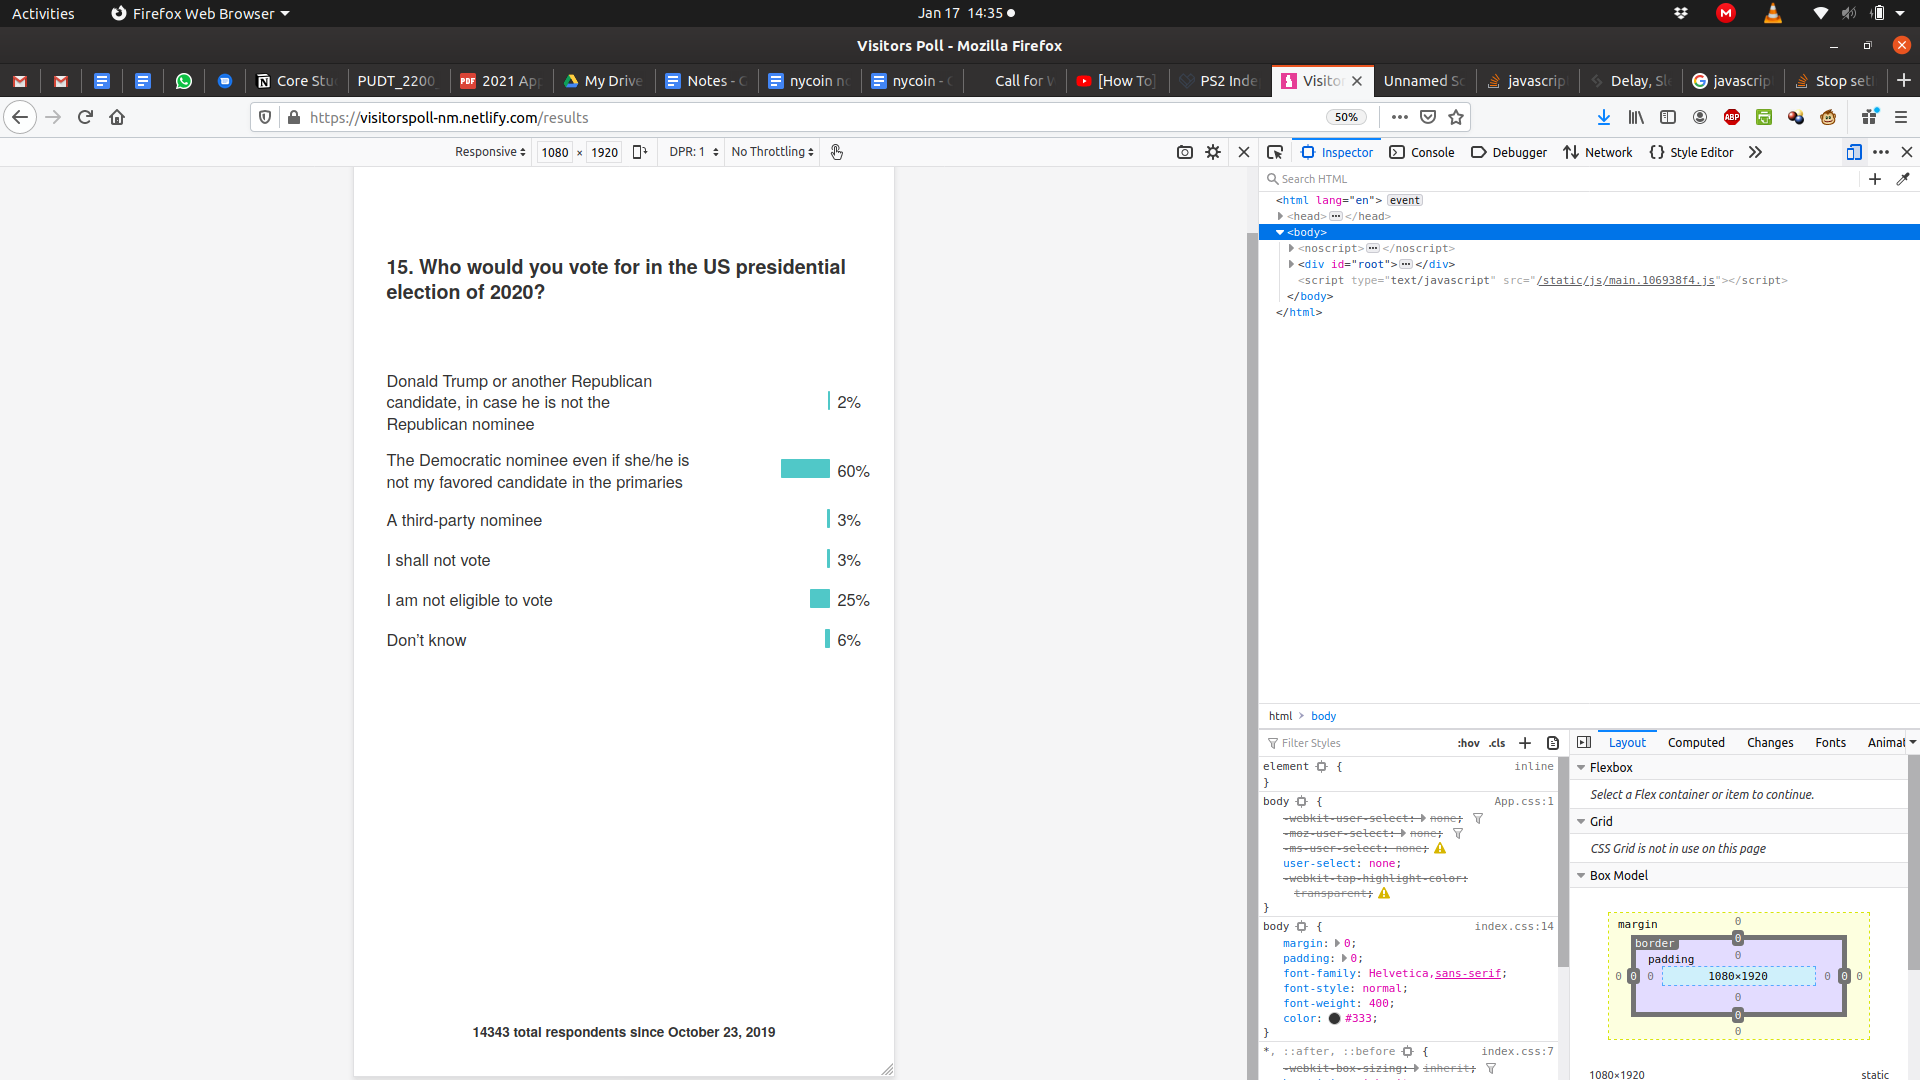 Activities
Firefox Web Browser
Jan 17 14:35
Visitors Poll - Mozilla Firefox
Core Stu
PUDT_2200
2021 Ap
My Drive
Notes - G
nycoin no
nycoin -
Call for
[How To]
PS2 Inde
Visitor
Unnamed Sc
javascrip
Delay, Sle
javascrip
Stop set
https://visitorspoll-nm.netlify.com/results
50%
Responsive
1080 × 1920
DPR: 1
No Throttling
Inspector
Console
Debugger
Network
Style Editor
Search HTML
<html lang="en"> event
<head> </head>
<body>
<noscript> </noscript>
<div id="root"> </div>
<script type="text/javascript" src="/static/js/main.106938f4.js"></script>
</body>
</html>
15. Who would you vote for in the US presidential
election of 2020?
Donald Trump or another Republican
candidate, in case he is not the
Republican nominee
2%
The Democratic nominee even if she/he is
not my favored candidate in the primaries
60%
A third-party nominee
3%
I shall not vote
3%
I am not eligible to vote
25%
Don't know
6%
14343 total respondents since October 23, 2019
html > body
Filter Styles
:hov .cls
element { inline
}
body { App.css:1
-webkit-user-select: none;
-moz-user-select: none;
-ms-user-select: none;
user-select: none;
-webkit-tap-highlight-color:
transparent;
}
body { index.css:14
margin: 0;
padding: 0;
font-family: Helvetica,sans-serif;
font-style: normal;
font-weight: 400;
color: #333;
}
*, ::after, ::before { index.css:7
-webkit-box-sizing: inherit;
Layout
Computed
Changes
Fonts
Animat
Flexbox
Select a Flex container or item to continue.
Grid
CSS Grid is not in use on this page
Box Model
margin
0
border
0
padding
0
0 0 0 1080×1920 0 0 0
0
0
0
1080×1920 static